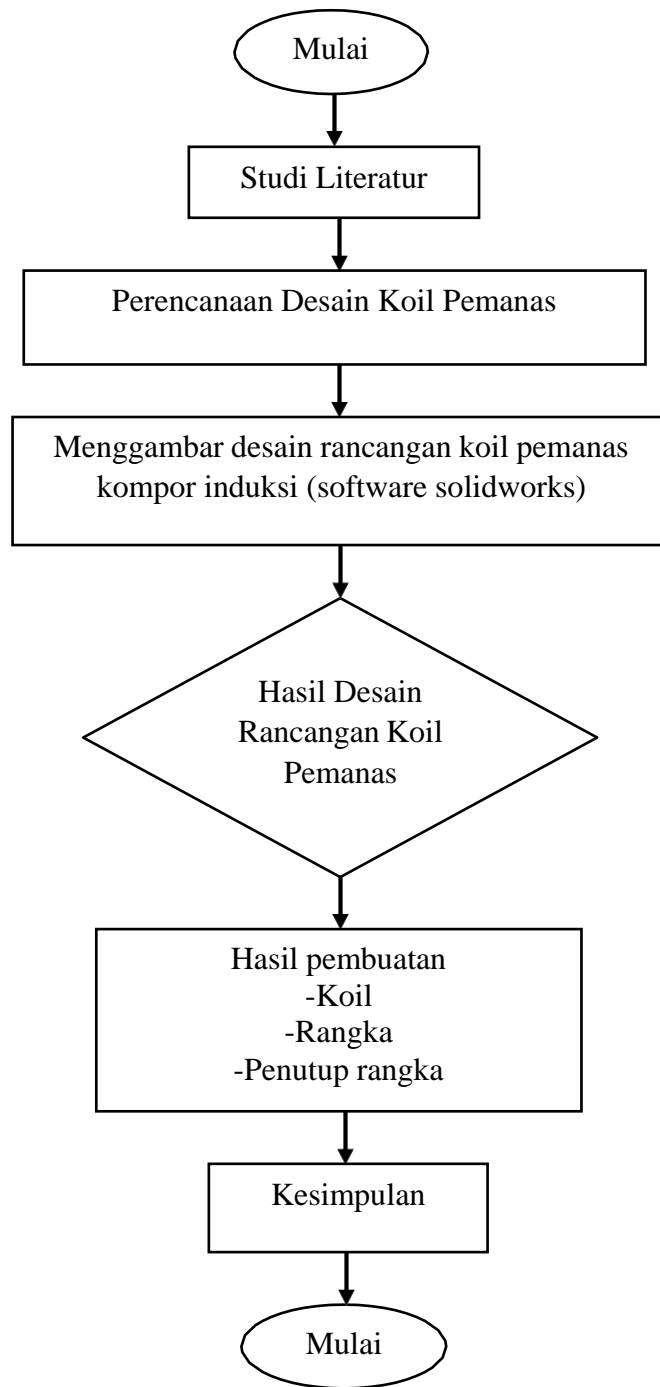 Mulai
Studi Literatur
Perencanaan Desain Koil Pemanas
Menggambar desain rancangan koil pemanas
kompor induksi (software solidworks)
Hasil Desain
Rancangan Koil
Pemanas
Hasil pembuatan
-Koil
-Rangka
-Penutup rangka
Kesimpulan
Mulai